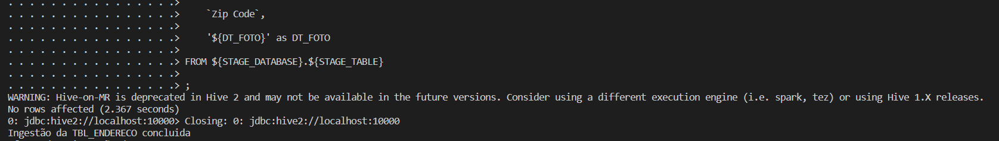 . . . . . . . . . . . . . . . .>
. . . . . . . . . . . . . . . .>     `Zip Code`,
. . . . . . . . . . . . . . . .>
. . . . . . . . . . . . . . . .>     '${DT_FOTO}' as DT_FOTO
. . . . . . . . . . . . . . . .>
. . . . . . . . . . . . . . . .> FROM ${STAGE_DATABASE}.${STAGE_TABLE}
. . . . . . . . . . . . . . . .>
. . . . . . . . . . . . . . . .> ;
WARNING: Hive-on-MR is deprecated in Hive 2 and may not be available in the future versions. Consider using a different execution engine (i.e. spark, tez) or using Hive 1.X releases.
No rows affected (2.367 seconds)
0: jdbc:hive2://localhost:10000> Closing: 0: jdbc:hive2://localhost:10000
Ingestão da TBL_ENDERECO concluida